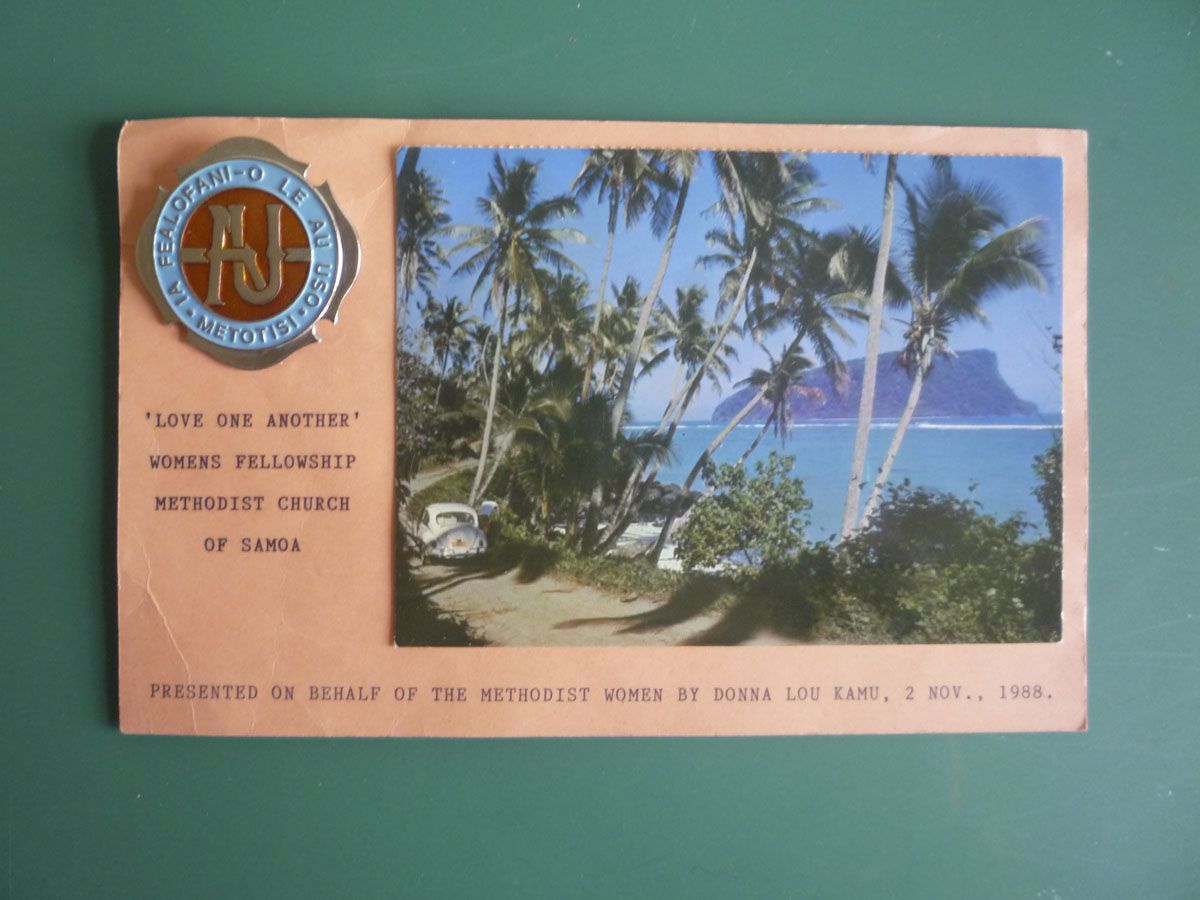 IA FEALOFANI-O LE AU USO • METOTISI •
AU
'LOVE ONE ANOTHER'
WOMENS FELLOWSHIP
METHODIST CHURCH
OF SAMOA
PRESENTED ON BEHALF OF THE METHODIST WOMEN BY DONNA LOU KAMU, 2 NOV., 1988.